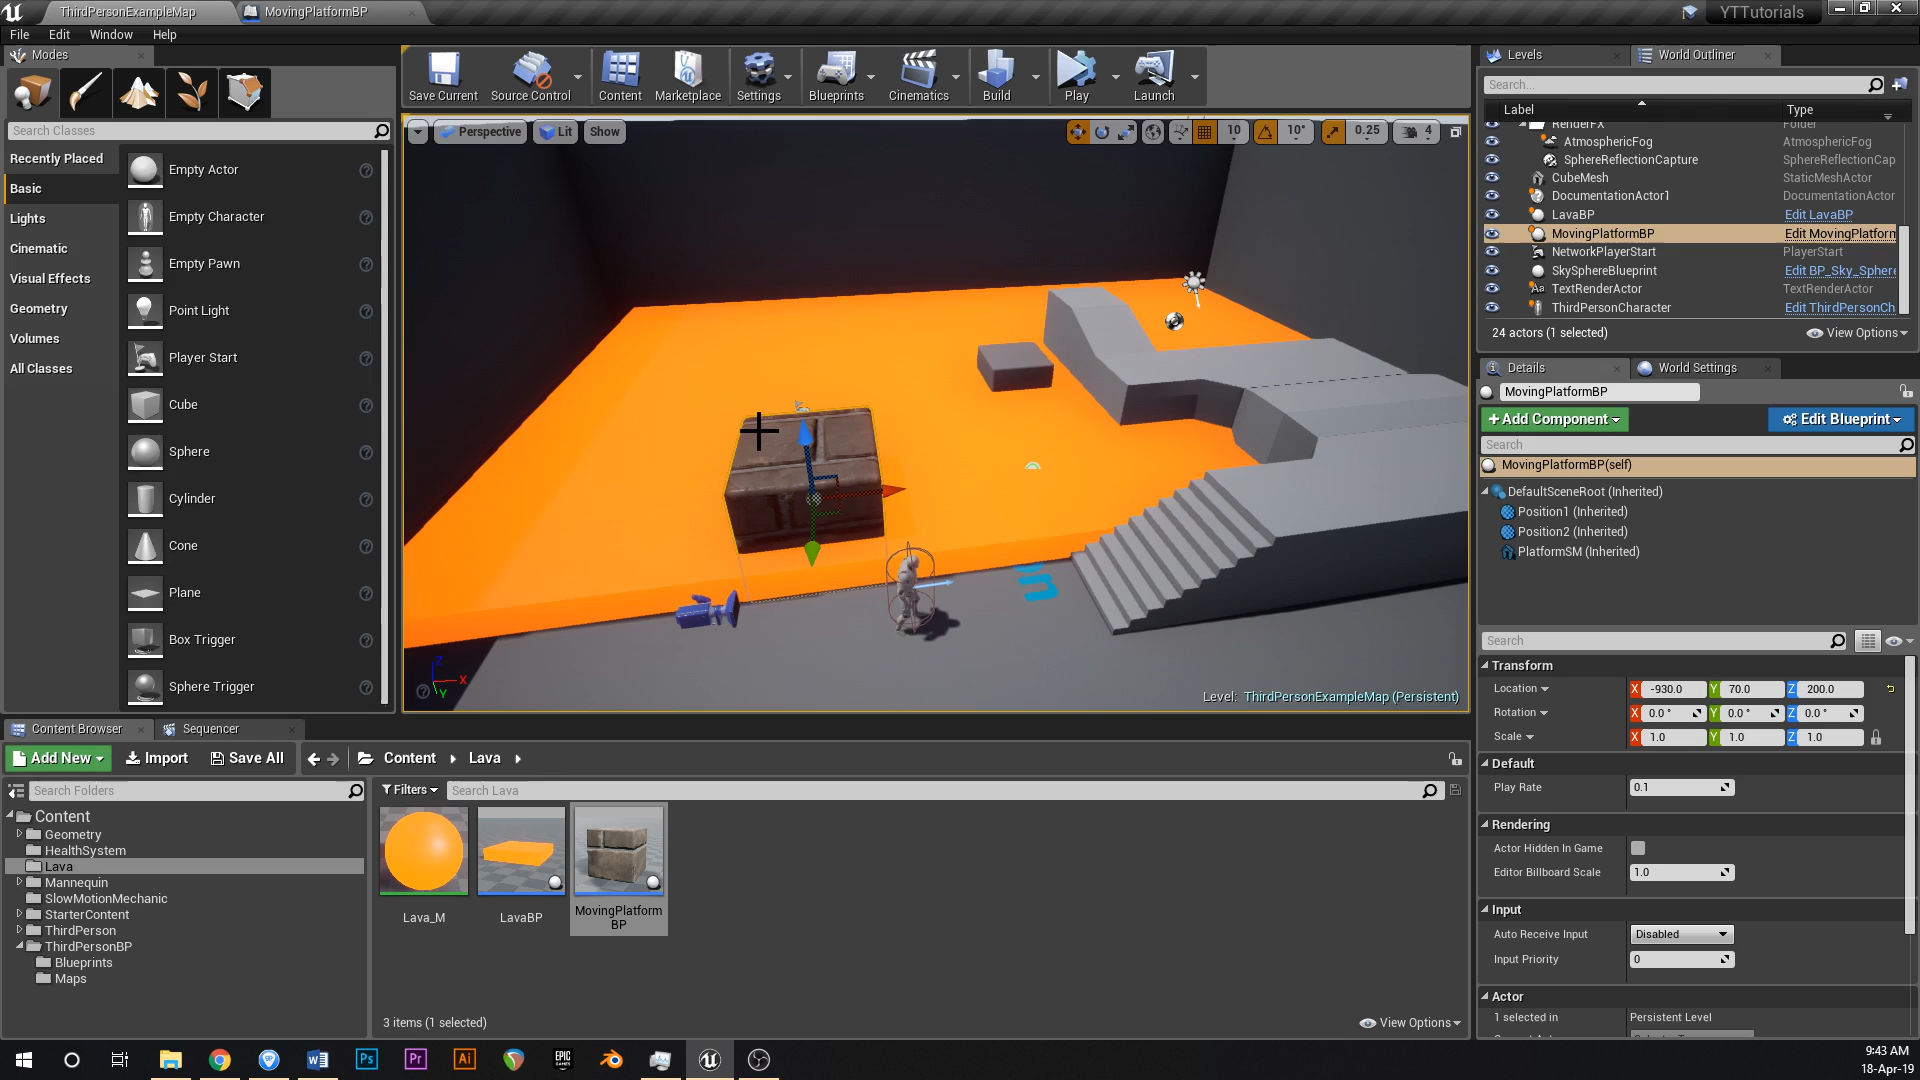 ThirdPersonExampleMap
MovingPlatformBP
YTTutorials
File Edit Window Help
Modes
Search Classes
Recently Placed
Basic
Lights
Cinematic
Visual Effects
Geometry
Volumes
All Classes
Empty Actor
Empty Character
Empty Pawn
Point Light
Player Start
Cube
Sphere
Cylinder
Cone
Plane
Box Trigger
Sphere Trigger
Save Current
Source Control
Content
Marketplace
Settings
Blueprints
Cinematics
Build
Play
Launch
Perspective
Lit
Show
10
10°
0.25
4
Level: ThirdPersonExampleMap (Persistent)
Levels
World Outliner
Search...
Label Type
RenderFX Folder
AtmosphericFog AtmosphericFog
SphereReflectionCapture SphereReflectionCap
CubeMesh StaticMeshActor
DocumentationActor1 DocumentationActor
LavaBP Edit LavaBP
MovingPlatformBP Edit MovingPlatform
NetworkPlayerStart PlayerStart
SkySphereBlueprint Edit BP_Sky_Sphere
TextRenderActor TextRenderActor
ThirdPersonCharacter Edit ThirdPersonCh
24 actors (1 selected)
View Options
Details
World Settings
MovingPlatformBP
+Add Component
Edit Blueprint
Search
MovingPlatformBP(self)
DefaultSceneRoot (Inherited)
Position1 (Inherited)
Position2 (Inherited)
PlatformSM (Inherited)
Search
Transform
Location X -930.0 Y 70.0 Z 200.0
Rotation X 0.0 ° Y 0.0 ° Z 0.0 °
Scale X 1.0 Y 1.0 Z 1.0
Default
Play Rate 0.1
Rendering
Actor Hidden In Game
Editor Billboard Scale 1.0
Input
Auto Receive Input Disabled
Input Priority 0
Actor
1 selected in Persistent Level
Content Browser
Sequencer
Add New
Import
Save All
Content
Lava
Search Folders
Content
Geometry
HealthSystem
Lava
Mannequin
SlowMotionMechanic
StarterContent
ThirdPerson
ThirdPersonBP
Blueprints
Maps
Filters
Search Lava
Lava_M
LavaBP
MovingPlatform
BP
3 items (1 selected)
View Options
Ps
Pr
Ai
EPIC
GAMES
9:43 AM
18-Apr-19